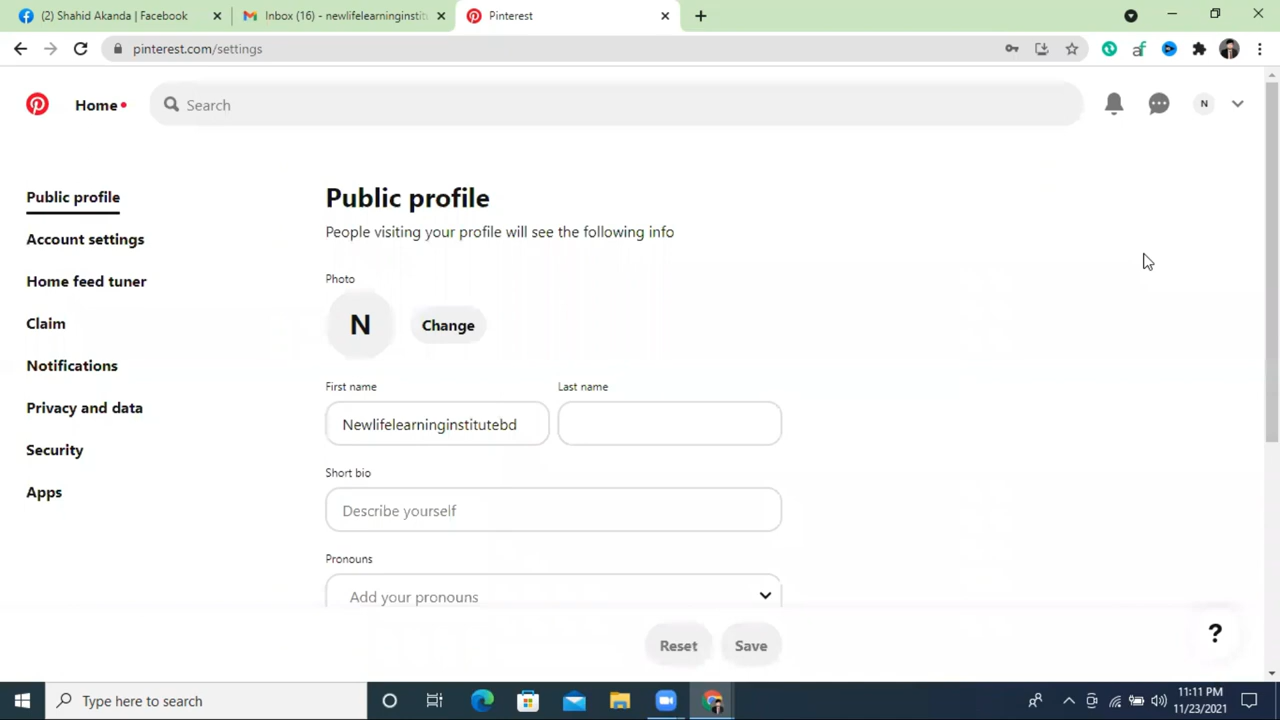 (2) Shahid Akanda | Facebook
Inbox (16) - newlifelearninginstitu
Pinterest
pinterest.com/settings
af
Home
Search
N
Public profile
Account settings
Home feed tuner
Claim
Notifications
Privacy and data
Security
Apps
Public profile
People visiting your profile will see the following info
Photo
N
Change
First name
Last name
Newlifelearninginstitutebd
Short bio
Describe yourself
Pronouns
Add your pronouns
Reset
Save
?
Type here to search
11:11 PM
11/23/2021